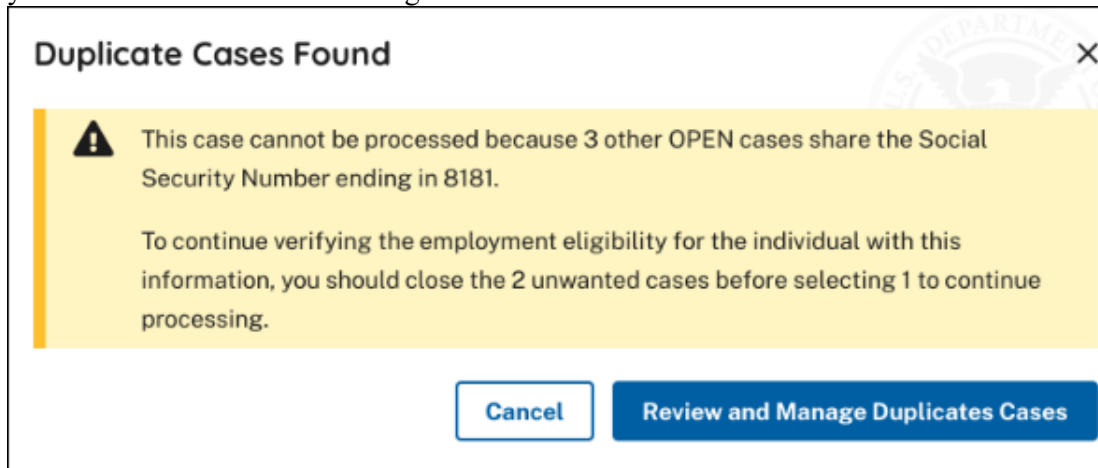 Duplicate Cases Found
This case cannot be processed because 3 other OPEN cases share the Social
Security Number ending in 8181.
To continue verifying the employment eligibility for the individual with this
information, you should close the 2 unwanted cases before selecting 1 to continue
processing.
Cancel
Review and Manage Duplicates Cases